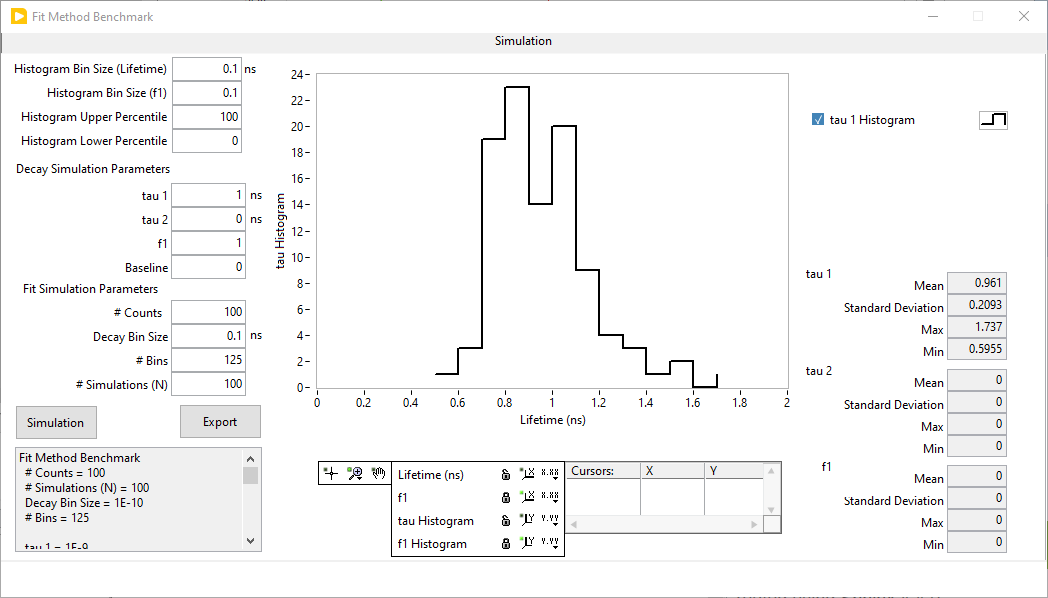 Fit Method Benchmark
Simulation
Histogram Bin Size (Lifetime) 0.1 ns
Histogram Bin Size (f1) 0.1
Histogram Upper Percentile 100
Histogram Lower Percentile 0
Decay Simulation Parameters
tau 1 1 ns
tau 2 0 ns
f1 1
Baseline 0
Fit Simulation Parameters
# Counts 100
Decay Bin Size 0.1 ns
# Bins 125
# Simulations (N) 100
Simulation Export
Fit Method Benchmark
# Counts = 100
# Simulations (N) = 100
Decay Bin Size = 1E-10
# Bins = 125
tau 1 = 1E-9
tau Histogram
24
22
20
18
16
14
12
10
8
6
4
2
0
0 0.2 0.4 0.6 0.8 1 1.2 1.4 1.6 1.8 2
Lifetime (ns)
Lifetime (ns) X.XX
f1 X.XX
tau Histogram Y.YY
f1 Histogram Y.YY
Cursors: X Y
tau 1 Histogram
tau 1
Mean 0.961
Standard Deviation 0.2093
Max 1.737
Min 0.5955
tau 2
Mean 0
Standard Deviation 0
Max 0
Min 0
f1
Mean 0
Standard Deviation 0
Max 0
Min 0